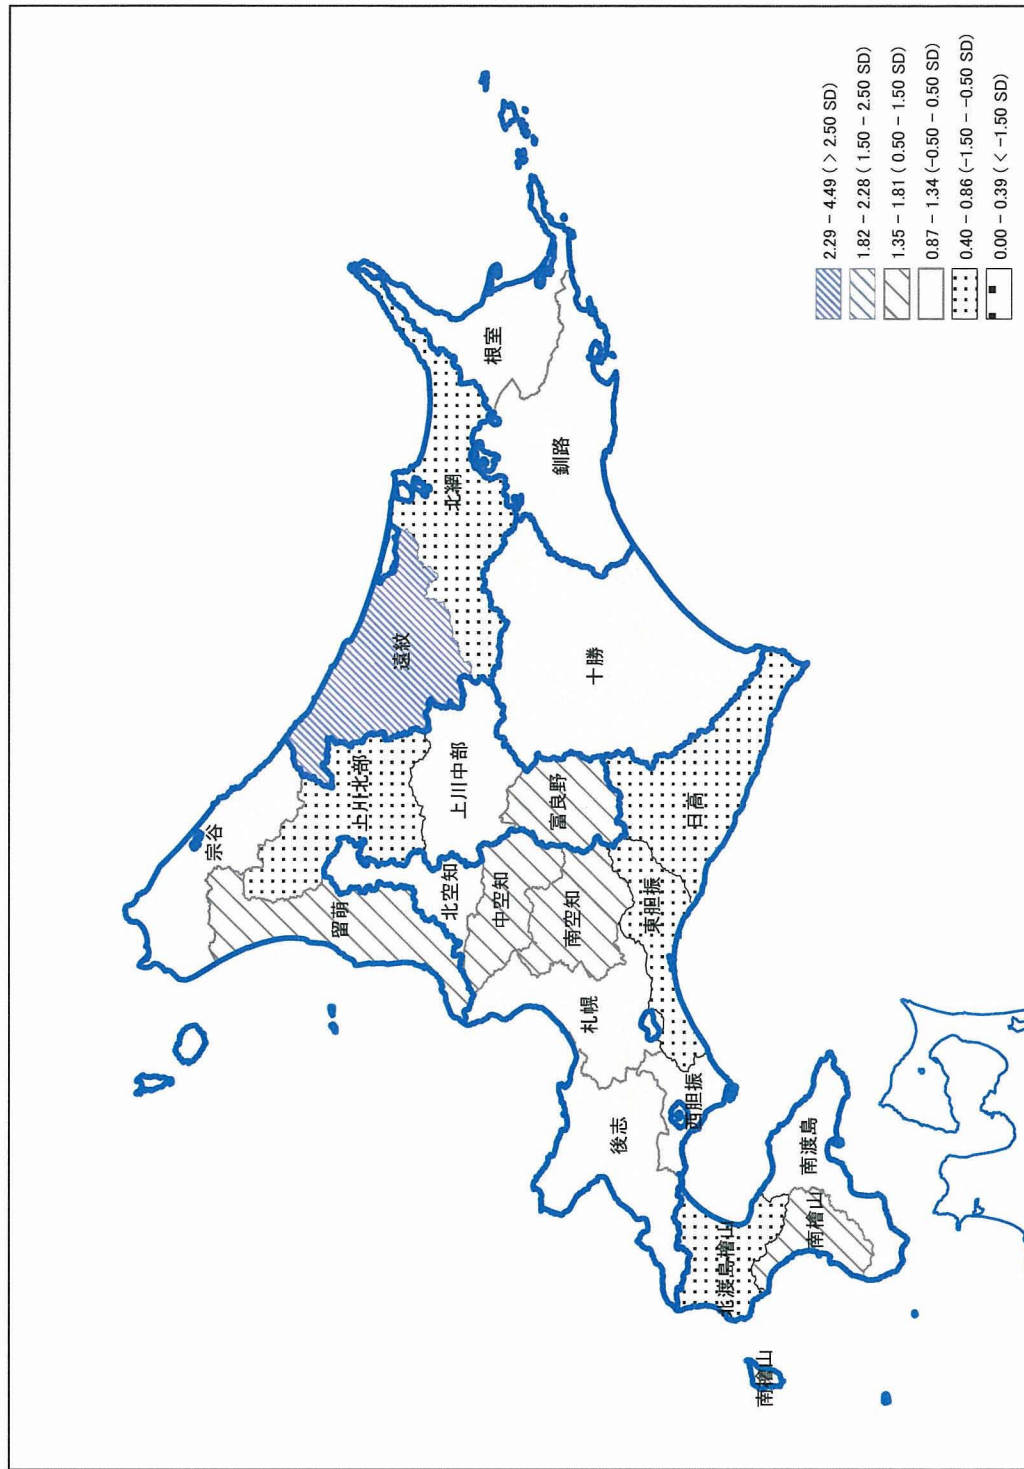 宗谷
留萌
上川北部
遠紋
北網
根室
釧路
上川中部
北空知
中空知
富良野
十勝
南空知
札幌
後志
東胆振
日高
西胆振
北渡島檜山
南檜山
南檜山
南渡島
2.29 − 4.49 ( > 2.50 SD)
1.82 − 2.28 ( 1.50 − 2.50 SD)
1.35 − 1.81 ( 0.50 − 1.50 SD)
0.87 − 1.34 (−0.50 − 0.50 SD)
0.40 − 0.86 (−1.50 − −0.50 SD)
0.00 − 0.39 ( < −1.50 SD)